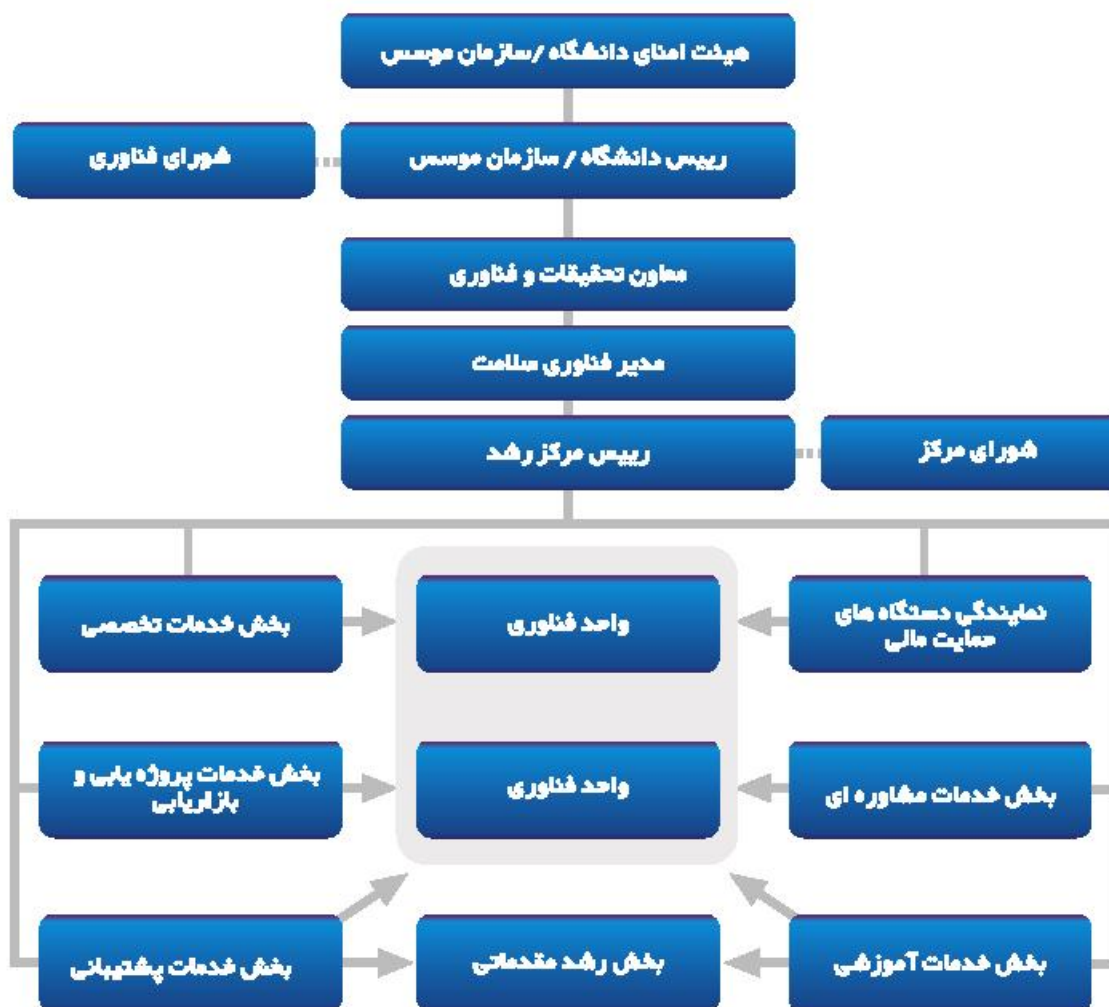 هیئت امنای دانشگاه /سازمان موسس
رییس دانشگاه / سازمان موسس
شورای فناوری
معاون تحقیقات و فناوری
مدیر فناوری سلامت
شورای مرکز
رییس مرکز رشد
نمایندگی دستگاه های
حمایت مالی
واحد فناوری
بخش خدمات تخصصی
بخش خدمات مشاوره ای
واحد فناوری
بخش خدمات پروژه یابی و
بازاریابی
بخش خدمات آموزشی
بخش رشد مقدماتی
بخش خدمات پشتیبانی